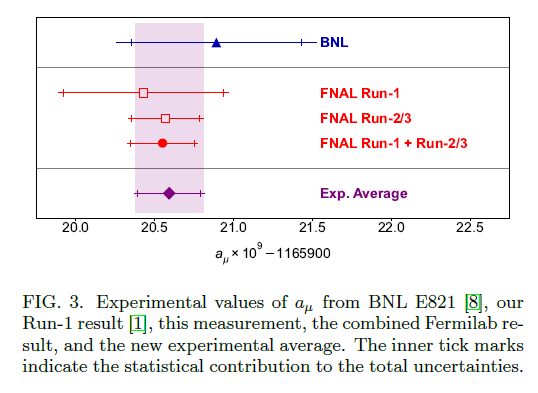 BNL
FNAL Run-1
FNAL Run-2/3
FNAL Run-1 + Run-2/3
Exp. Average
20.0 20.5 21.0 21.5 22.0 22.5
aμ × 10⁹ − 1165900
FIG. 3. Experimental values of aμ from BNL E821 [8], our
Run-1 result [1], this measurement, the combined Fermilab re-
sult, and the new experimental average. The inner tick marks
indicate the statistical contribution to the total uncertainties.